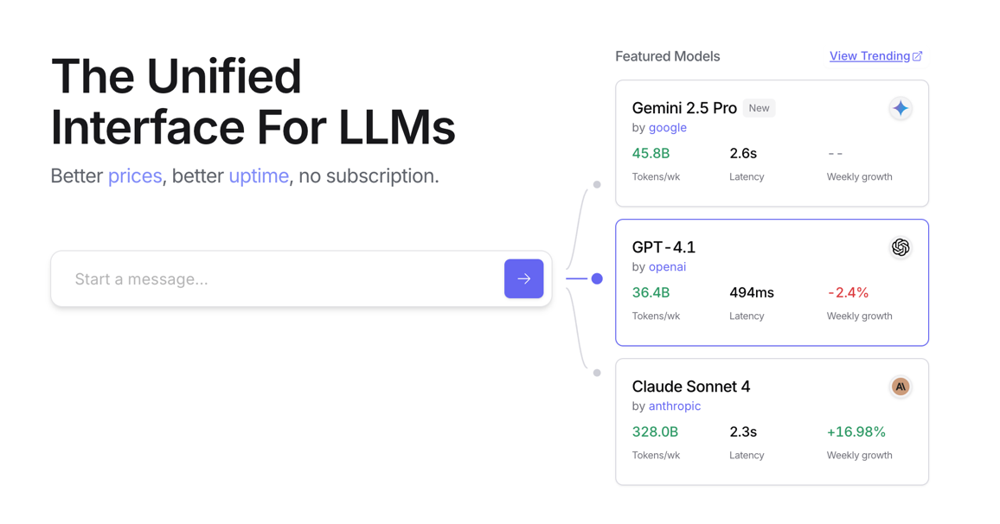 The Unified
Interface For LLMs
Better prices, better uptime, no subscription.
Start a message...
Featured Models
View Trending
Gemini 2.5 Pro New
by google
45.8B 2.6s --
Tokens/wk Latency Weekly growth
GPT-4.1
by openai
36.4B 494ms -2.4%
Tokens/wk Latency Weekly growth
Claude Sonnet 4
by anthropic
328.0B 2.3s +16.98%
Tokens/wk Latency Weekly growth